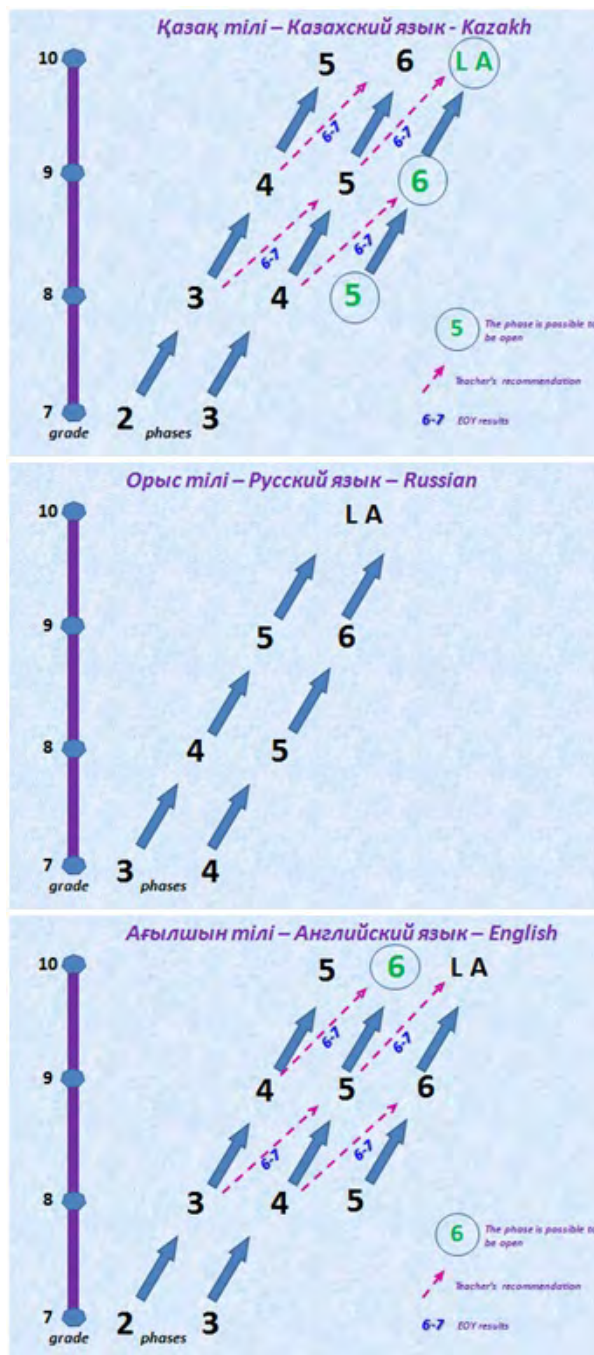 Қазақ тілі – Казахский язык - Kazakh
10 5 6 L A
6-7 6-7
9 4 5 6
6-7 6-7
8 3 4 5
5 The phase is possible to
be open
Teacher's recommendation
6-7 EOY results
7 2 3
grade phases
Орыс тілі – Русский язык – Russian
10 L A
9 5 6
8 4 5
7 3 4
grade phases
Ағылшын тілі – Английский язык – English
10 5 6 L A
6-7 6-7
9 4 5 6
6-7 6-7
8 3 4 5
6 The phase is possible to
be open
Teacher's recommendation
6-7 EOY results
7 2 3
grade phases